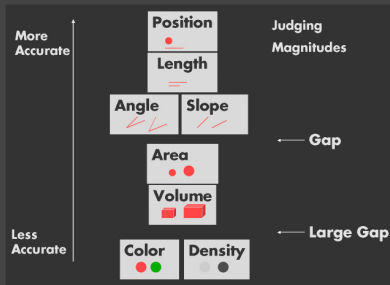 Position
More
Accurate
Judging
Magnitudes
Length
Angle
Slope
Gap
Area
Volume
Less
Accurate
Large Gap
Color
Density